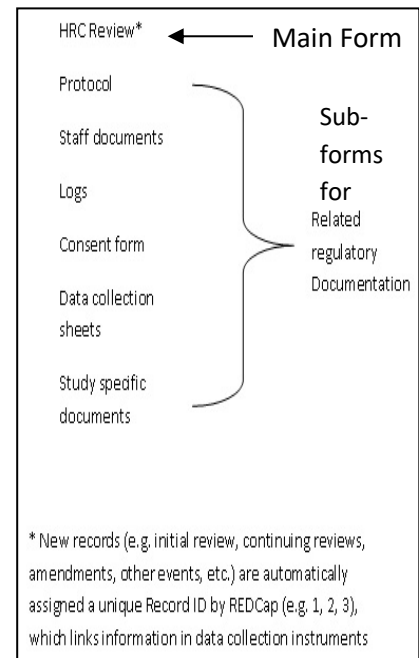 HRC Review*
Main Form
Protocol
Staff documents
Logs
Consent form
Data collection
sheets
Study specific
documents
Sub-
forms
for
Related
regulatory
Documentation
* New records (e.g. initial review, continuing reviews,
amendments, other events, etc.) are automatically
assigned a unique Record ID by REDCap (e.g. 1, 2, 3),
which links information in data collection instruments